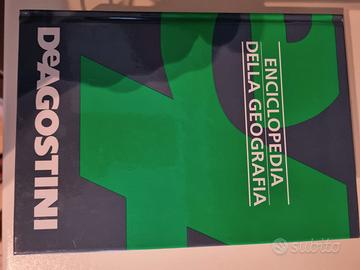 ENCICLOPEDIA
DELLA GEOGRAFIA
DeAGOSTINI
subito